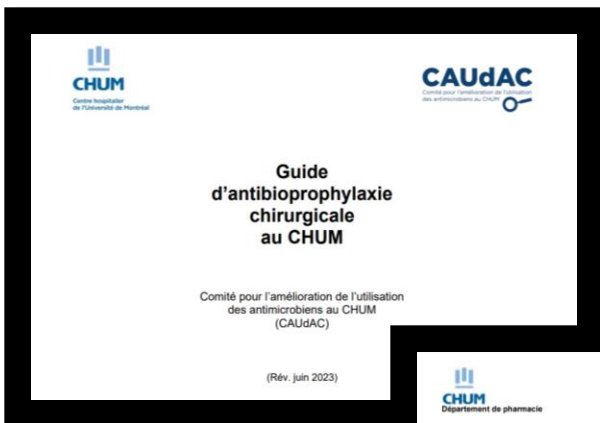 CHUM
Centre hospitalier
de l'Université de Montréal
CAUdAC
Comité pour l'amélioration de l'utilisation
des antimicrobiens au CHUM
Guide
d'antibioprophylaxie
chirurgicale
au CHUM
Comité pour l'amélioration de l'utilisation
des antimicrobiens au CHUM
(CAUdAC)
(Rév. juin 2023)
CHUM
Département de pharmacie